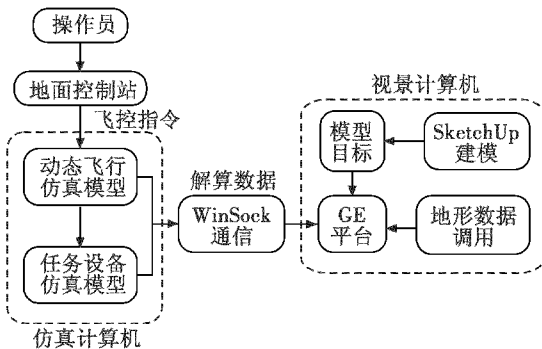 操作员
地面控制站
飞控指令
动态飞行
仿真模型
任务设备
仿真模型
仿真计算机
解算数据
WinSock
通信
视景计算机
模型
目标
SketchUp
建模
GE
平台
地形数据
调用